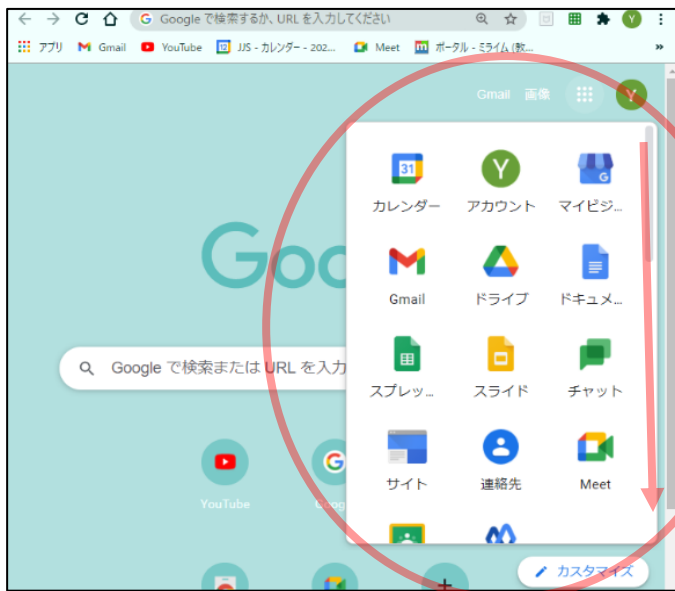 Google で検索するか、URL を入力してください
Y
アプリ
Gmail
YouTube
JJS - カレンダー - 202...
Meet
ポータル - ミライム (教...
»
Gmail 画像
Y
31
Y
G
カレンダー アカウント マイビジ...
Gmail ドライブ ドキュメ...
Goo
スプレッ... スライド チャット
Google で検索または URL を入力
サイト 連絡先 Meet
YouTube
Goog
カスタマイズ